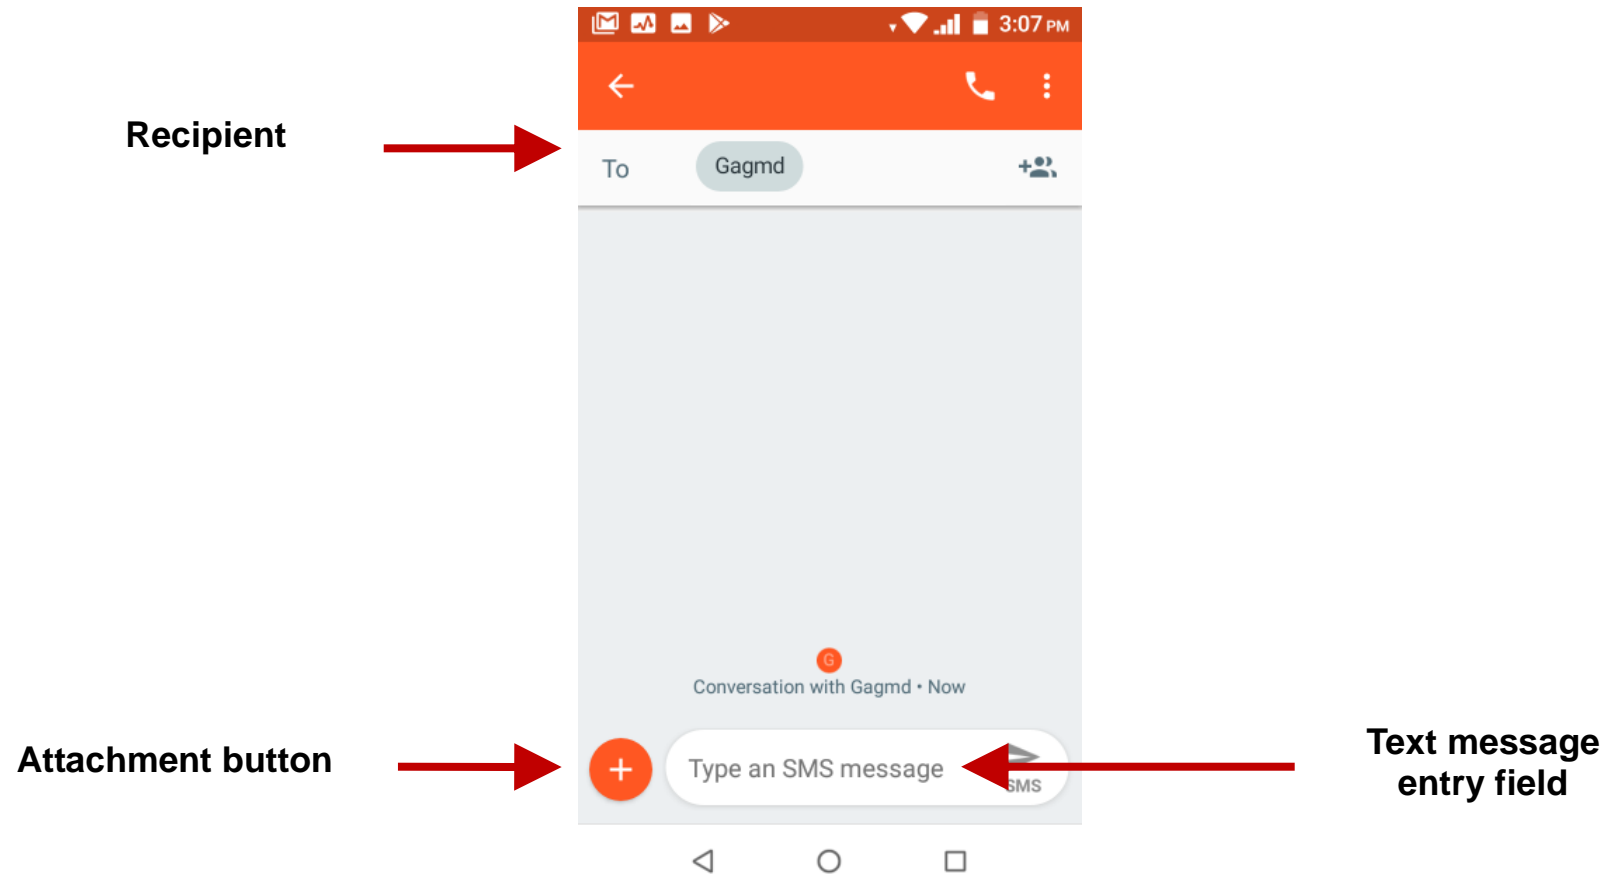 3:07 PM
Recipient
To
Gagmd
G
Conversation with Gagmd • Now
Attachment button
Type an SMS message
SMS
Text message
entry field